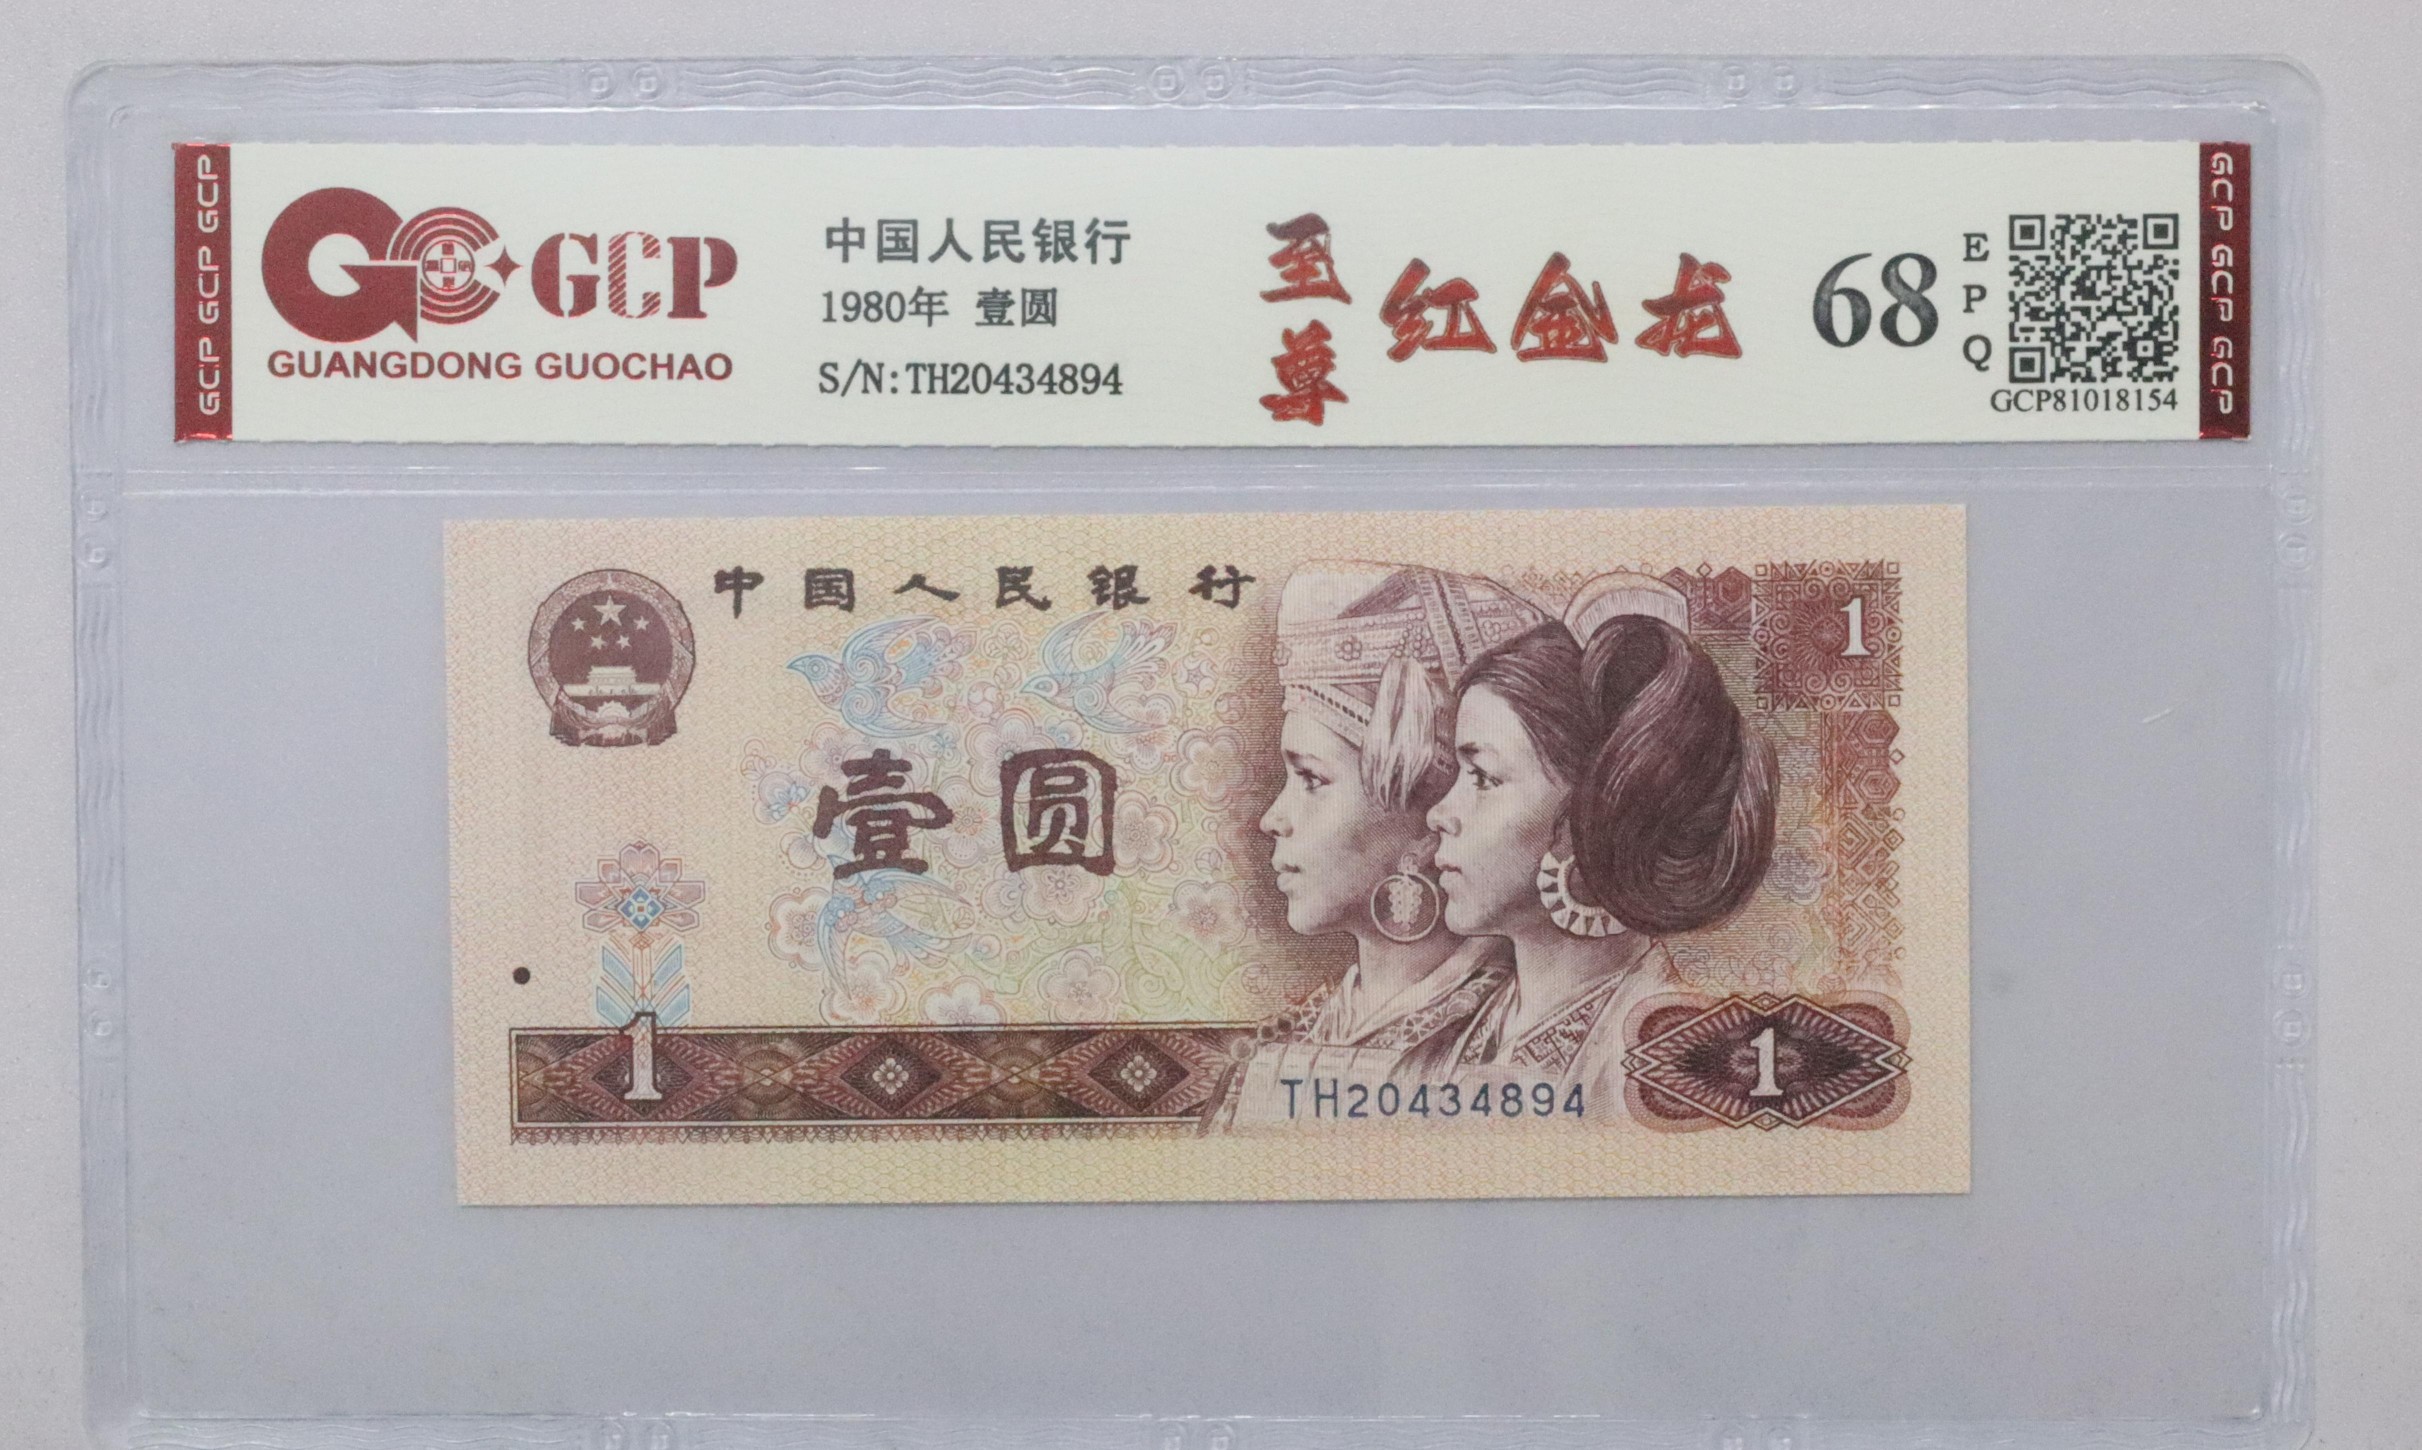 GCP GCP GCP
GCP
GUANGDONG GUOCHAO
中国人民银行
1980年 壹圆
S/N:TH20434894
至尊
红金龙
68
EPQ
GCP81018154
GCP GCP GCP
中国人民银行
1
壹圆
1
TH20434894
1